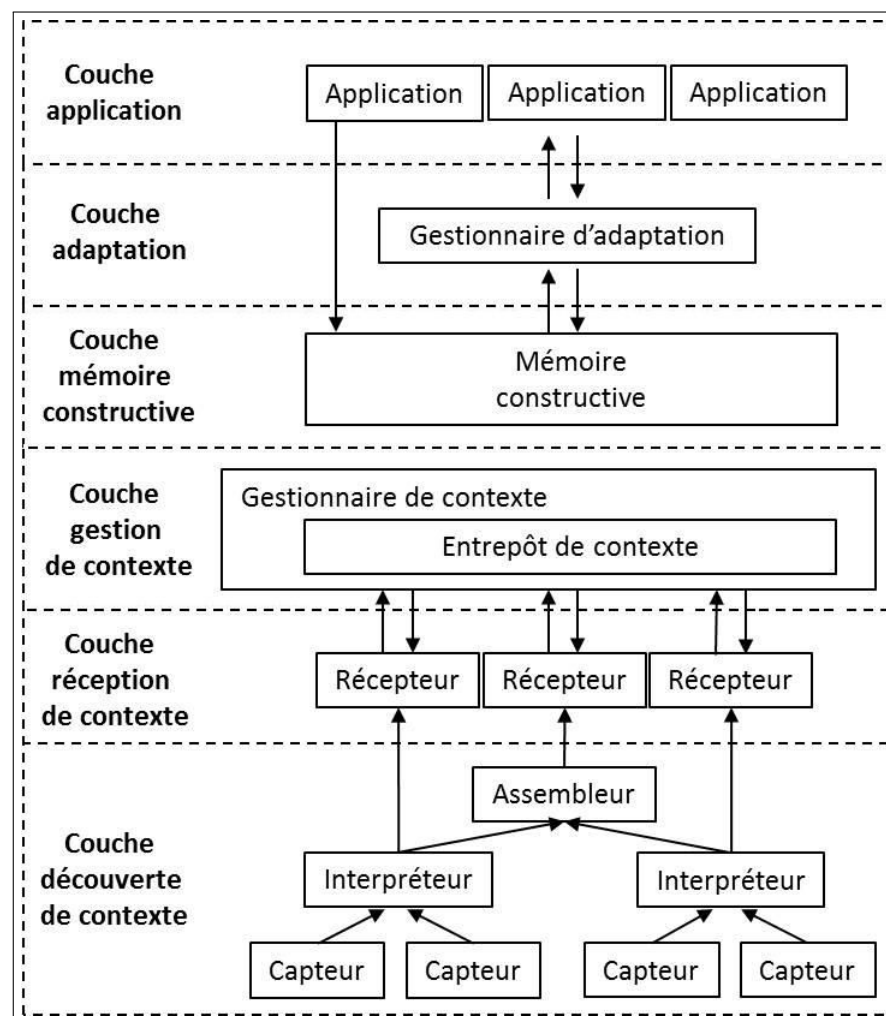 Couche
application
Application
Application
Application
Couche
adaptation
Gestionnaire d'adaptation
Couche
mémoire
constructive
Mémoire
constructive
Couche
gestion
de contexte
Gestionnaire de contexte
Entrepôt de contexte
Couche
réception
de contexte
Récepteur
Récepteur
Récepteur
Couche
découverte
de contexte
Assembleur
Interpréteur
Interpréteur
Capteur
Capteur
Capteur
Capteur